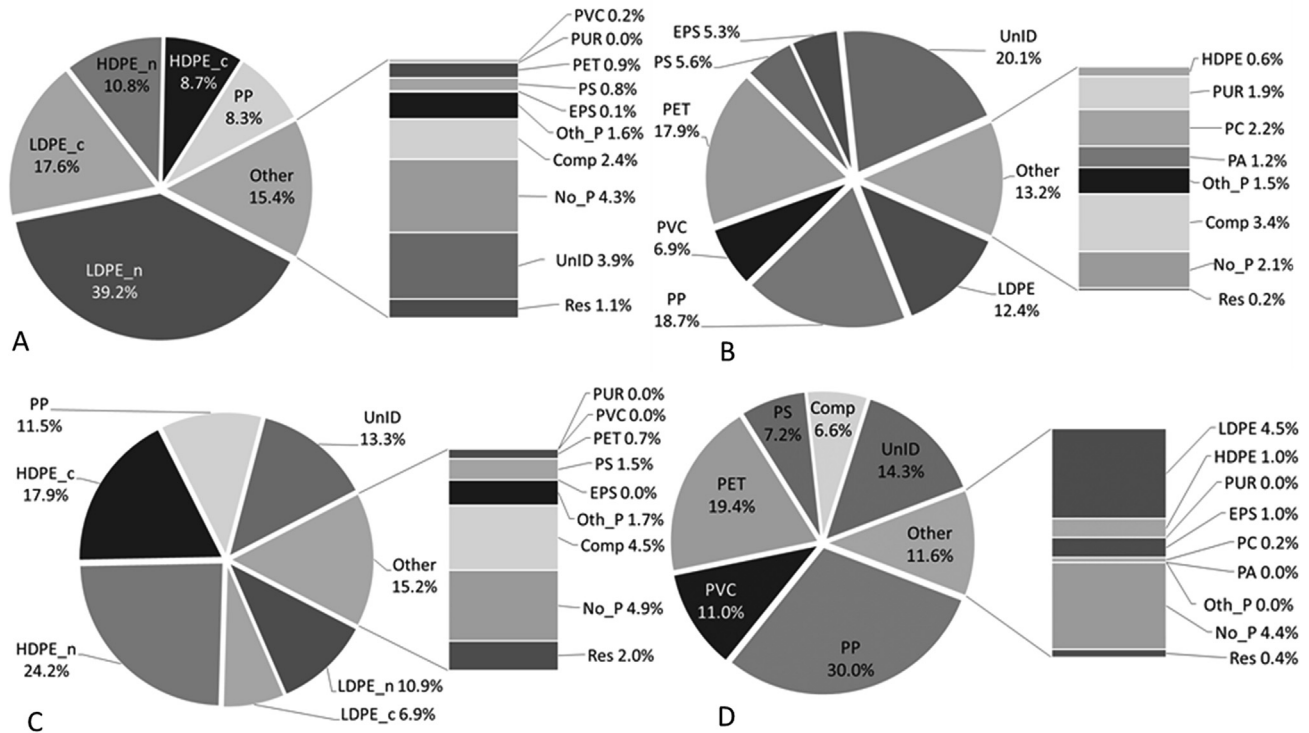 HDPE_n
10.8%
HDPE_c
8.7%
PP
8.3%
LDPE_c
17.6%
Other
15.4%
LDPE_n
39.2%
PVC 0.2%
PUR 0.0%
PET 0.9%
PS 0.8%
EPS 0.1%
Oth_P 1.6%
Comp 2.4%
No_P 4.3%
UnID 3.9%
Res 1.1%
A
EPS 5.3%
PS 5.6%
UnID
20.1%
PET
17.9%
Other
13.2%
PVC
6.9%
PP
18.7%
LDPE
12.4%
HDPE 0.6%
PUR 1.9%
PC 2.2%
PA 1.2%
Oth_P 1.5%
Comp 3.4%
No_P 2.1%
Res 0.2%
B
PP
11.5%
UnID
13.3%
HDPE_c
17.9%
Other
15.2%
HDPE_n
24.2%
LDPE_n 10.9%
LDPE_c 6.9%
PUR 0.0%
PVC 0.0%
PET 0.7%
PS 1.5%
EPS 0.0%
Oth_P 1.7%
Comp 4.5%
No_P 4.9%
Res 2.0%
C
PS
7.2%
Comp
6.6%
UnID
14.3%
PET
19.4%
Other
11.6%
PVC
11.0%
PP
30.0%
LDPE 4.5%
HDPE 1.0%
PUR 0.0%
EPS 1.0%
PC 0.2%
PA 0.0%
Oth_P 0.0%
No_P 4.4%
Res 0.4%
D